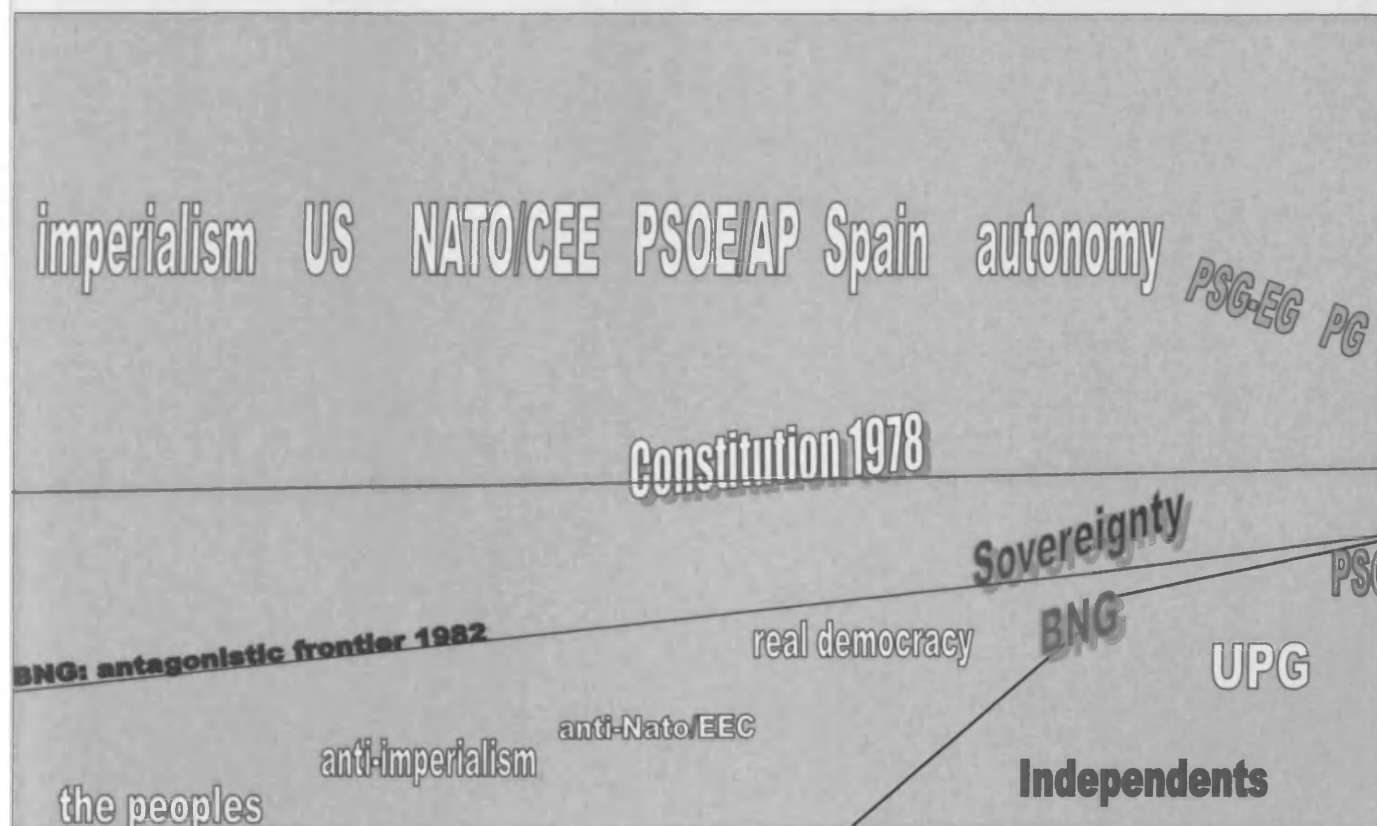 imperialism US NATO/CEE PSOE/AP Spain autonomy
PSG-EG PG
Constitution 1978
Sovereignty
BNG: antagonistic frontier 1982
real democracy
BNG
UPG
anti-Nato/EEC
anti-imperialism
Independents
the peoples